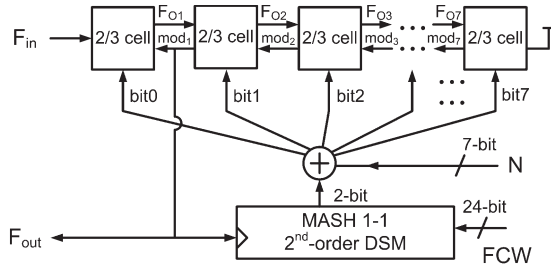 F_O1 F_O2 F_O3 F_O7
F_in 2/3 cell mod_1 2/3 cell mod_2 2/3 cell mod_3 ... mod_7 2/3 cell
bit0 bit1 bit2 ... bit7
+ 7-bit N
2-bit
MASH 1-1 24-bit
F_out 2nd-order DSM FCW